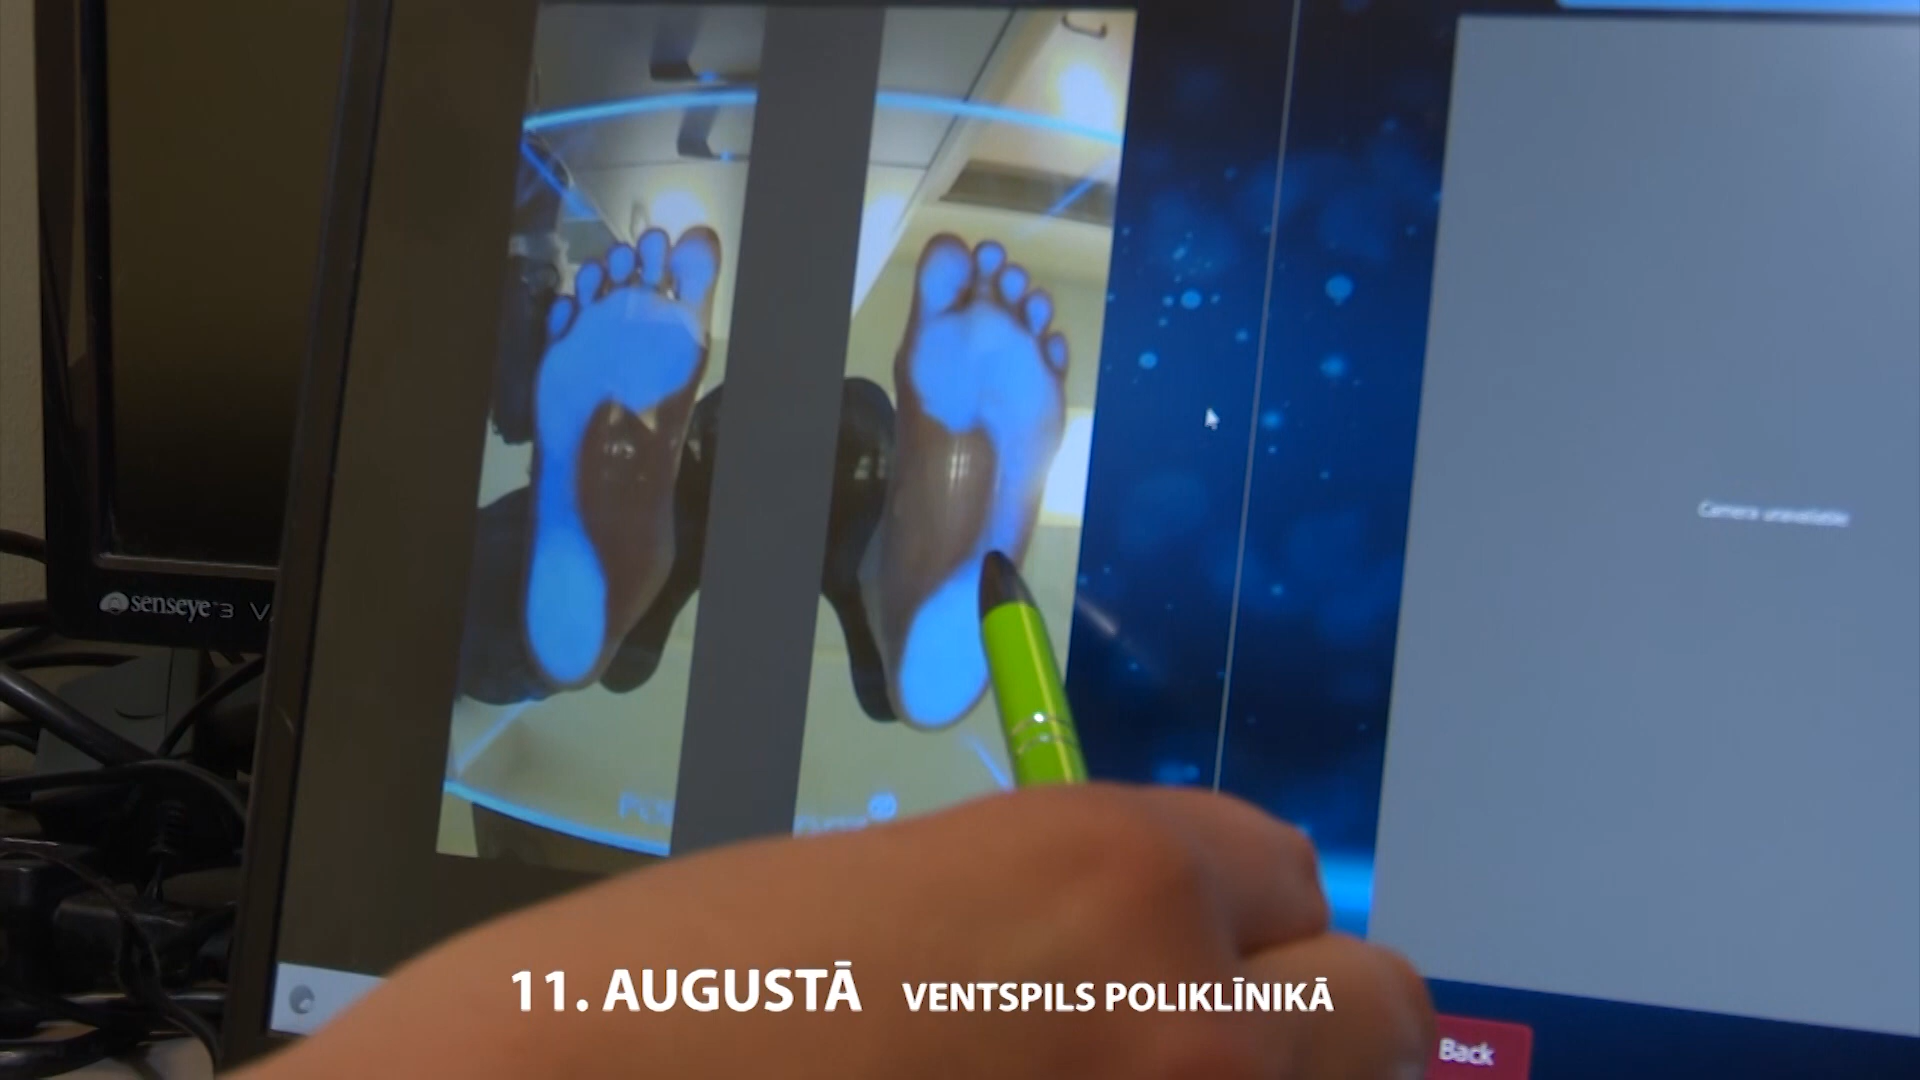 Camera unavailable
senseye 3
11. AUGUSTĀ VENTSPILS POLIKLĪNIKĀ
Back